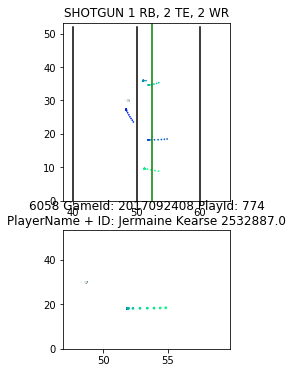 SHOTGUN 1 RB, 2 TE, 2 WR
50
40
30
20
10
0
40 50 60
6058 GameId: 2017092408 PlayId: 774
PlayerName + ID: Jermaine Kearse 2532887.0
40
20
0
50 55